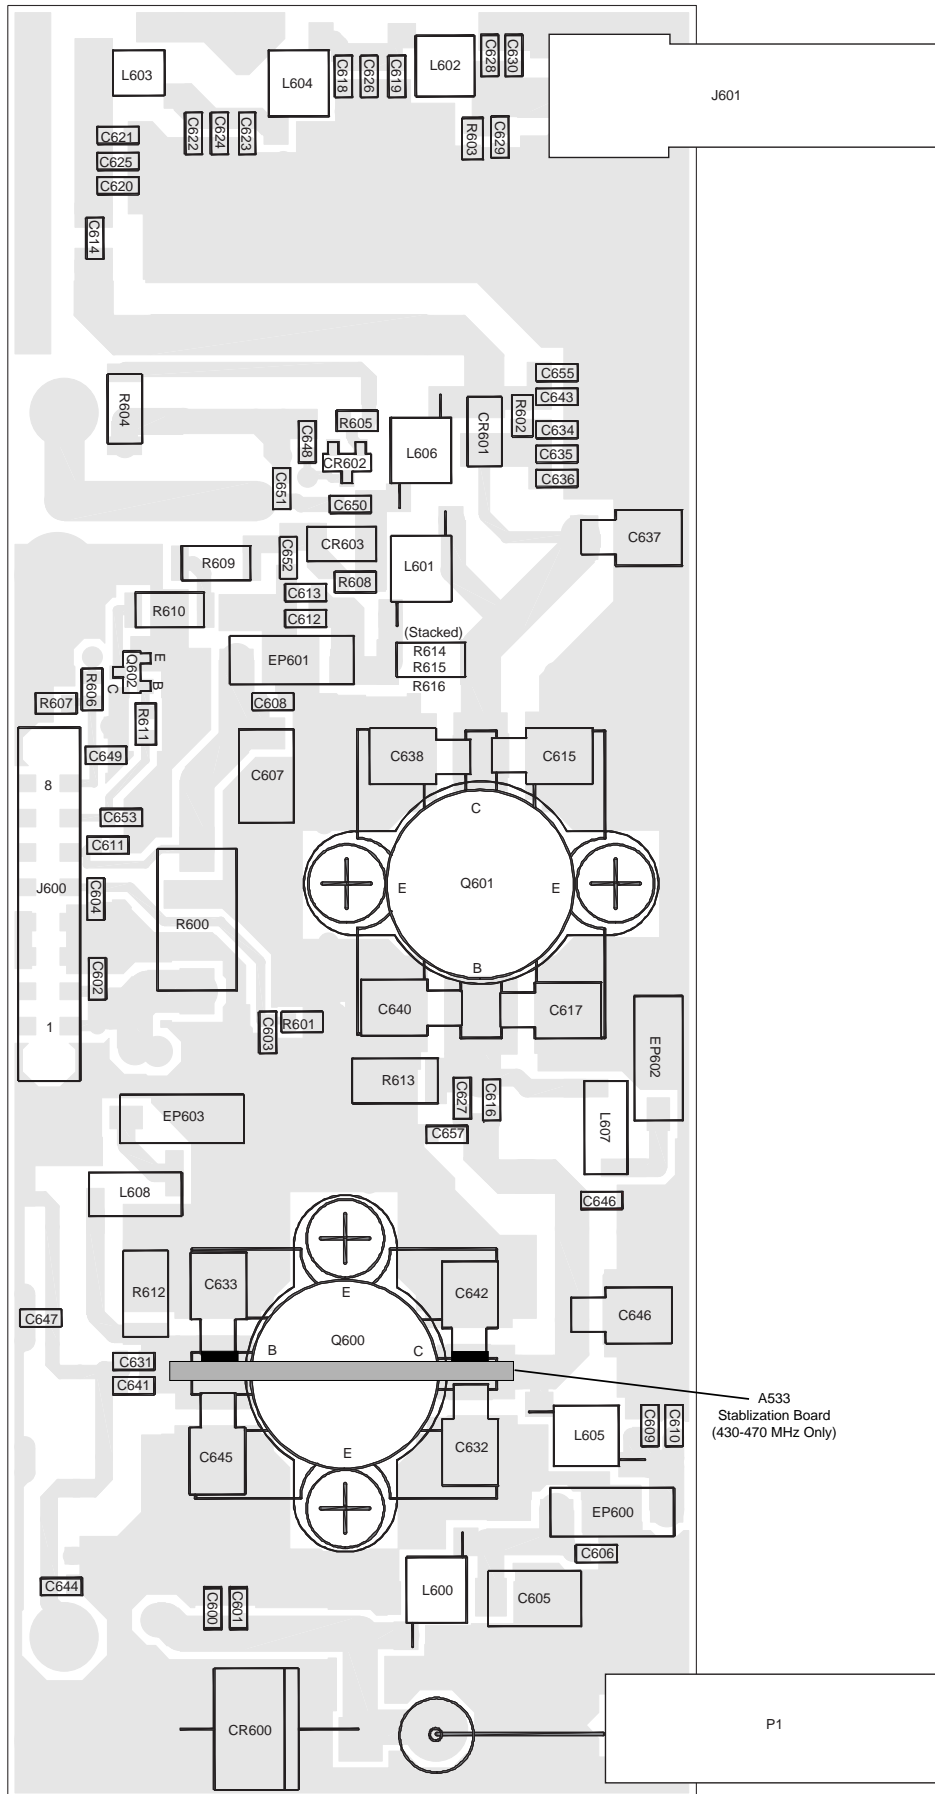 L603
L604
C618
C626
C619
L602
C628
C630
J601
C621
C622
C624
C623
R603
C629
C625
C620
C614
C655
C643
R604
R605
C648
CR602
L606
CR601
R602
C634
C635
C636
C651
C650
C637
CR603
R609
C652
R608
L601
C613
C612
R610
(Stacked)
R614
R615
R616
EP601
E
Q602
C
B
R606
R607
R611
C608
C649
C607
C638
C615
8
C653
C611
C
J600
C604
E
Q601
E
R600
C602
B
C640
C617
1
C603
R601
EP602
R613
C627
C616
L607
EP603
C657
L608
C646
R612
C633
E
C642
C647
Q600
C646
B
C
C631
C641
A533
Stablization Board
(430-470 MHz Only)
L605
C609
C610
C645
E
C632
EP600
C606
C644
C600
C601
L600
C605
CR600
P1